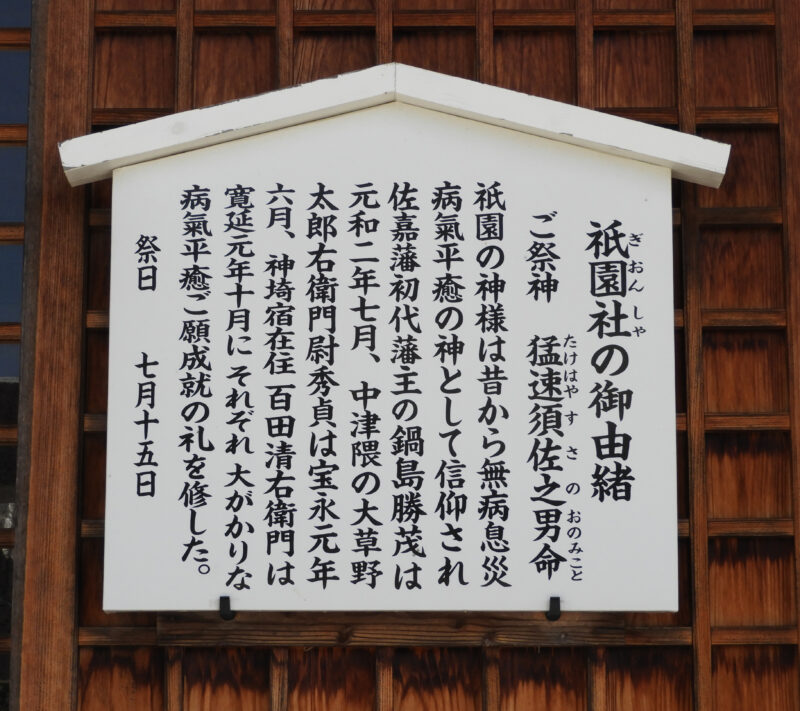 祇園社の御由緒
ぎおんしゃ
ご祭神　猛速須佐之男命
たけはやすさのおのみこと
祇園の神様は昔から無病息災
病氣平癒の神として信仰され
佐嘉藩初代藩主の鍋島勝茂は
元和二年七月、中津隈の大草野
太郎右衛門尉秀貞は宝永元年
六月、神埼宿在住百田清右衛門は
寛延元年十月にそれぞれ大がかりな
病氣平癒ご願成就の礼を修した。
祭日　七月十五日